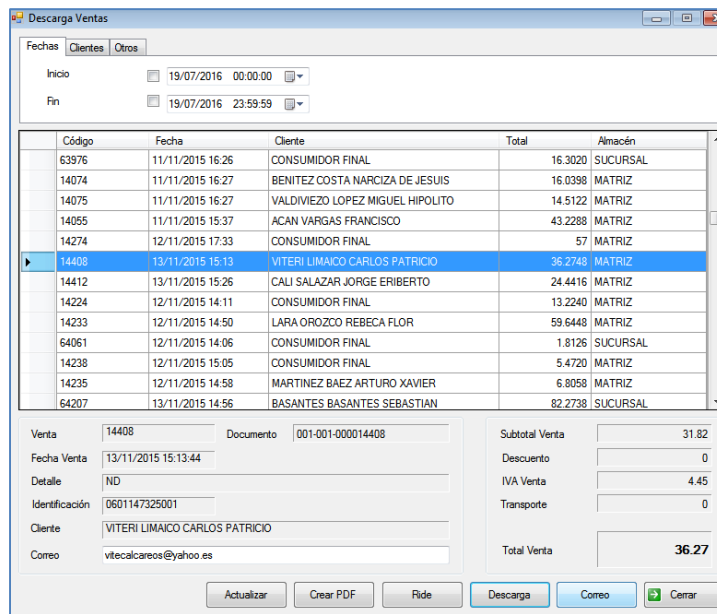 Descarga Ventas
Fechas Clientes Otros
Inicio 19/07/2016 00:00:00
Fin 19/07/2016 23:59:59
Código Fecha Cliente Total Almacén
63976 11/11/2015 16:26 CONSUMIDOR FINAL 16.3020 SUCURSAL
14074 11/11/2015 16:27 BENITEZ COSTA NARCIZA DE JESUIS 16.0398 MATRIZ
14075 11/11/2015 16:27 VALDIVIEZO LOPEZ MIGUEL HIPOLITO 14.5122 MATRIZ
14055 11/11/2015 15:37 ACAN VARGAS FRANCISCO 43.2288 MATRIZ
14274 12/11/2015 17:33 CONSUMIDOR FINAL 57 MATRIZ
14408 13/11/2015 15:13 VITERI LIMAICO CARLOS PATRICIO 36.2748 MATRIZ
14412 13/11/2015 15:26 CALI SALAZAR JORGE ERIBERTO 24.4416 MATRIZ
14224 12/11/2015 14:11 CONSUMIDOR FINAL 13.2240 MATRIZ
14233 12/11/2015 14:50 LARA OROZCO REBECA FLOR 59.6448 MATRIZ
64061 12/11/2015 14:06 CONSUMIDOR FINAL 1.8126 SUCURSAL
14238 12/11/2015 15:05 CONSUMIDOR FINAL 5.4720 MATRIZ
14235 12/11/2015 14:58 MARTINEZ BAEZ ARTURO XAVIER 6.8058 MATRIZ
64207 13/11/2015 14:56 BASANTES BASANTES SEBASTIAN 82.2738 SUCURSAL
Venta 14408 Documento 001-001-000014408
Fecha Venta 13/11/2015 15:13:44
Detalle ND
Identificación 0601147325001
Cliente VITERI LIMAICO CARLOS PATRICIO
Correo vitecalcareos@yahoo.es
Subtotal Venta 31.82
Descuento 0
IVA Venta 4.45
Transporte 0
Total Venta 36.27
Actualizar Crear PDF Ride Descarga Correo Cerrar